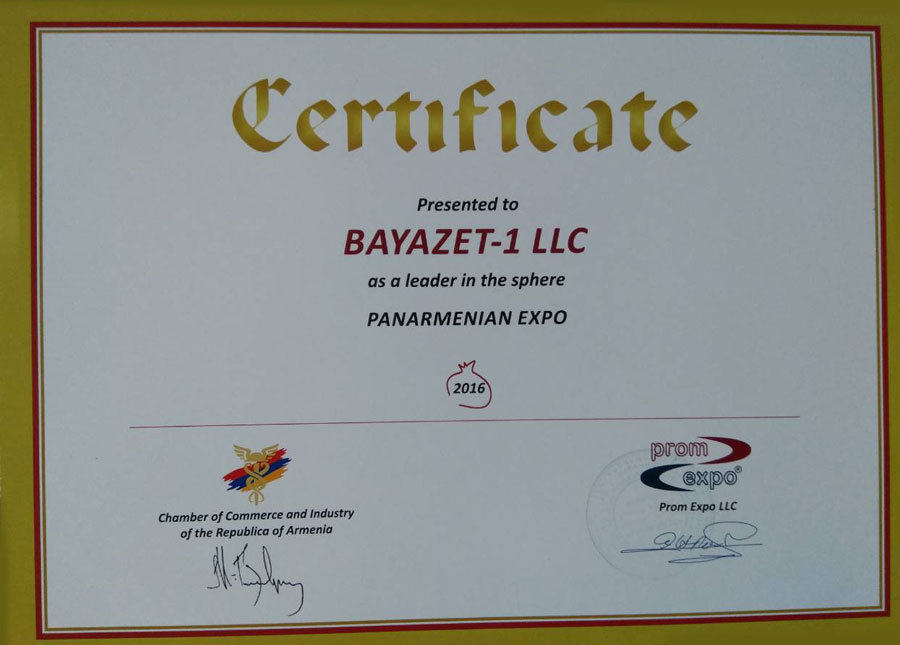 Certificate
Presented to
BAYAZET-1 LLC
as a leader in the sphere
PANARMENIAN EXPO
2016
Chamber of Commerce and Industry
of the Republica of Armenia
prom
expo®
Prom Expo LLC